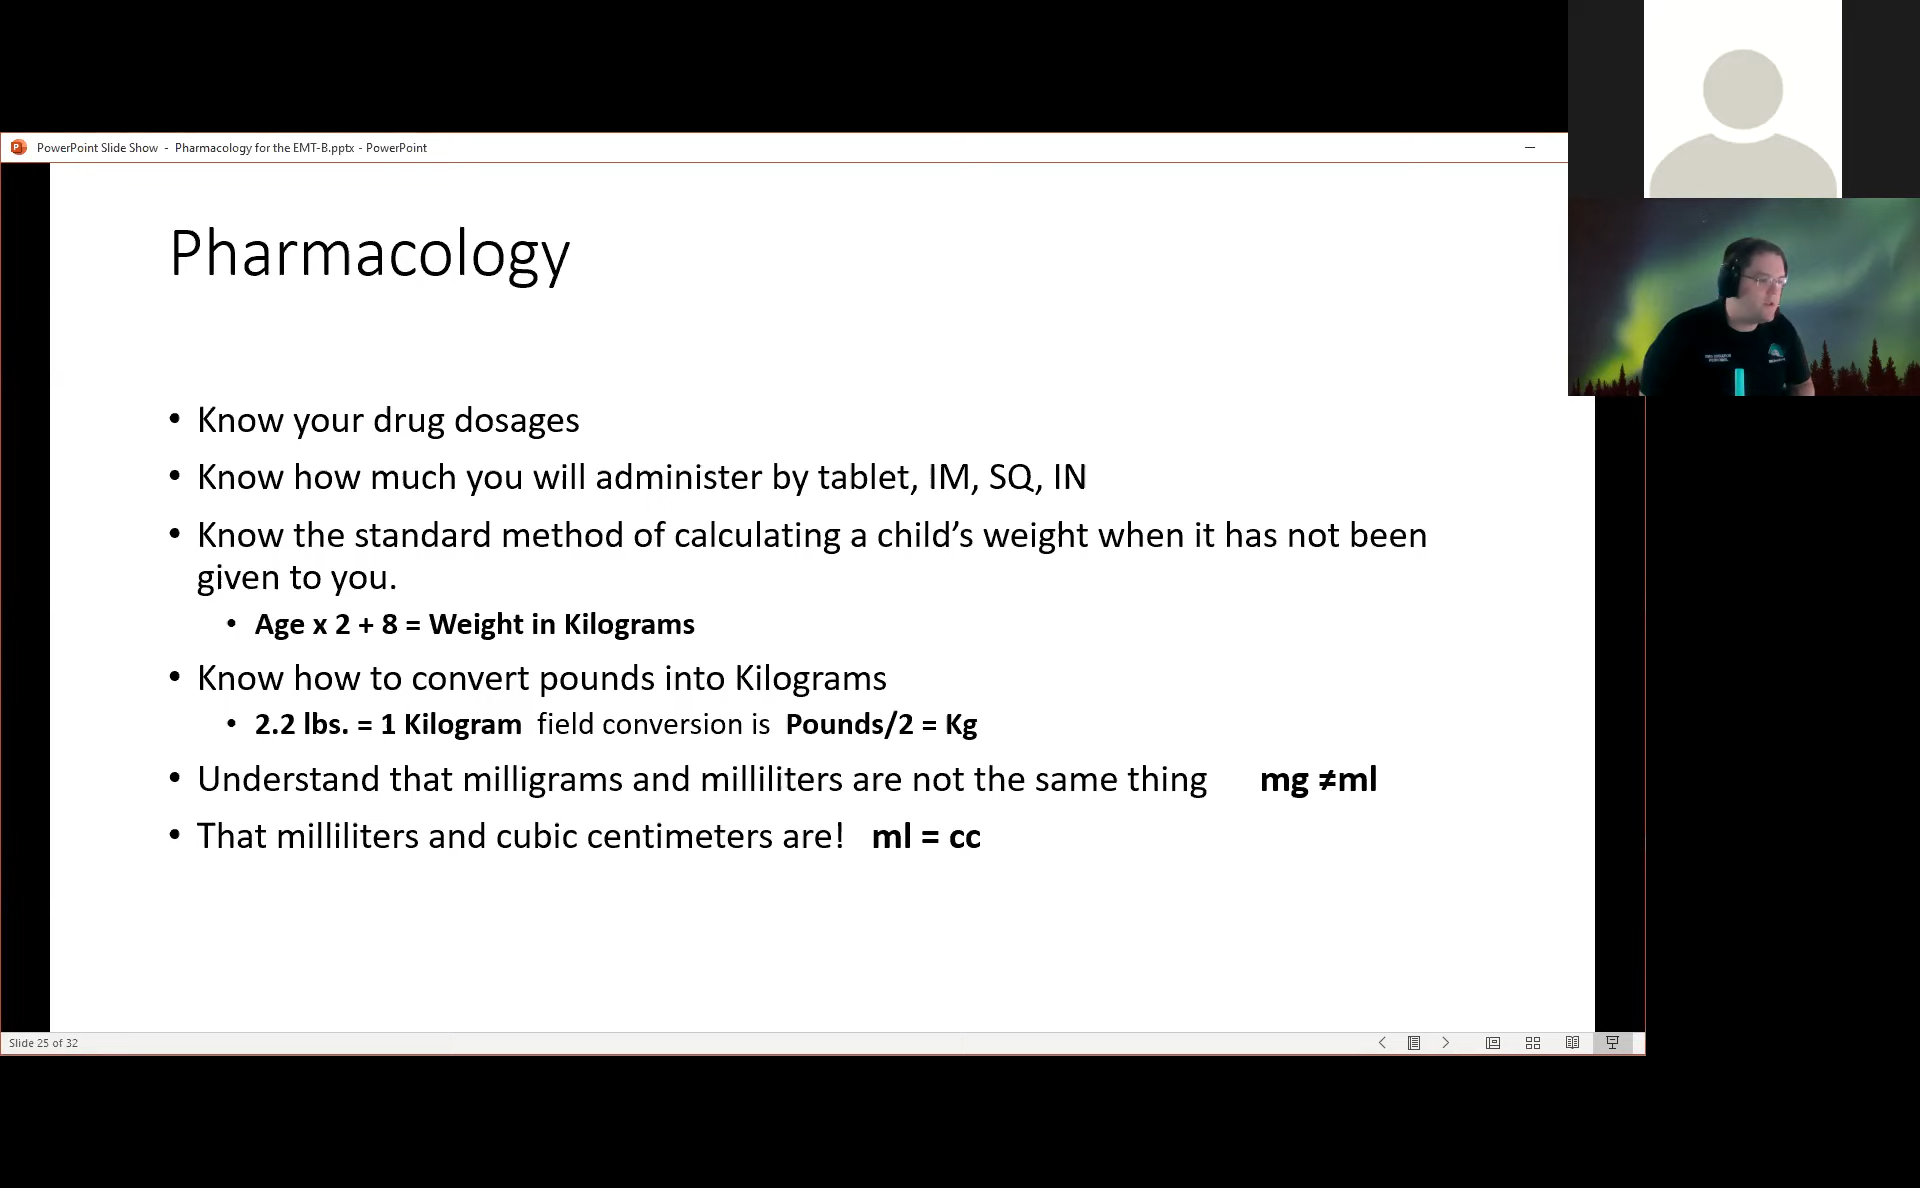 PowerPoint Slide Show - Pharmacology for the EMT-B.pptx - PowerPoint
Pharmacology
• Know your drug dosages
• Know how much you will administer by tablet, IM, SQ, IN
• Know the standard method of calculating a child’s weight when it has not been
given to you.
• Age x 2 + 8 = Weight in Kilograms
• Know how to convert pounds into Kilograms
• 2.2 lbs. = 1 Kilogram field conversion is Pounds/2 = Kg
• Understand that milligrams and milliliters are not the same thing mg ≠ml
• That milliliters and cubic centimeters are! ml = cc
Slide 25 of 32